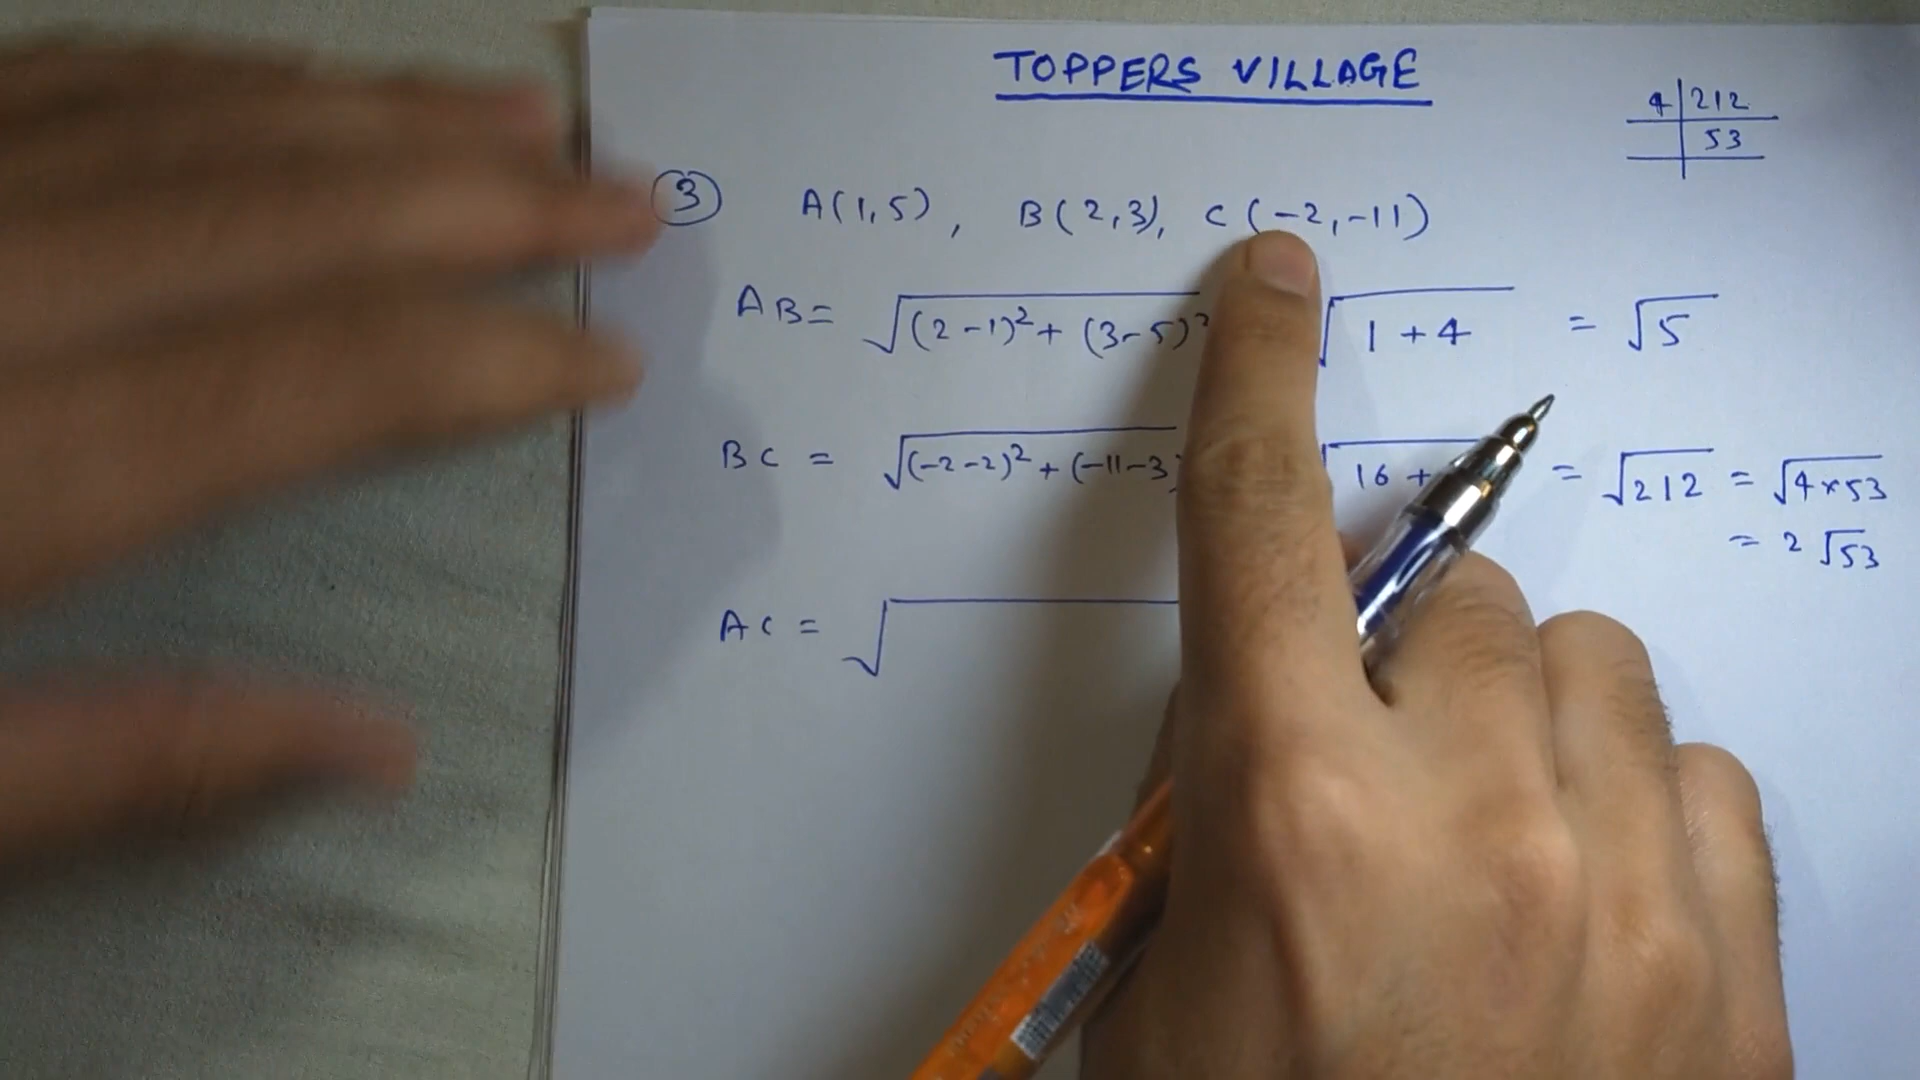 TOPPERS VILLAGE
4 | 212
53
③ A(1,5), B(2,3), C(-2,-11)
AB = √(2-1)² + (3-5)² √1+4 = √5
BC = √(-2-2)² + (-11-3 √16+ = √212 = √4×53
= 2√53
AC = √